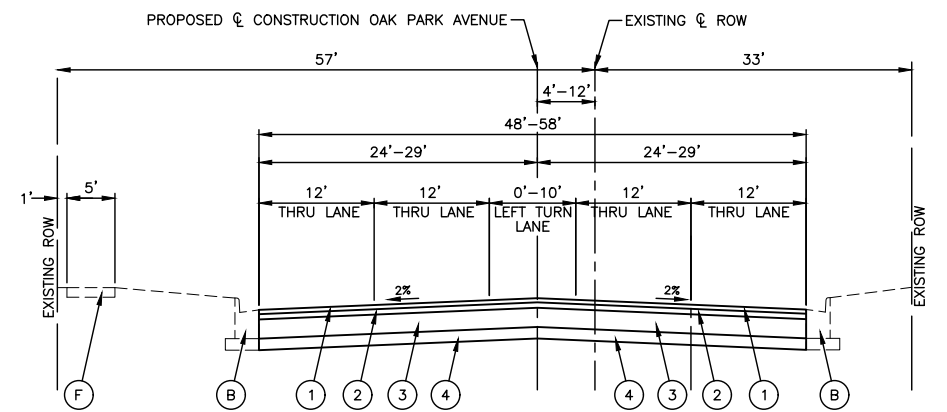 PROPOSED ℄ CONSTRUCTION OAK PARK AVENUE
EXISTING ℄ ROW
57'
33'
4'-12'
48'-58'
24'-29'
24'-29'
1'
5'
12'
12'
0'-10'
12'
12'
THRU LANE
THRU LANE
LEFT TURN
LANE
THRU LANE
THRU LANE
EXISTING ROW
EXISTING ROW
2%
2%
F
B
1
2
3
4
4
3
2
1
B